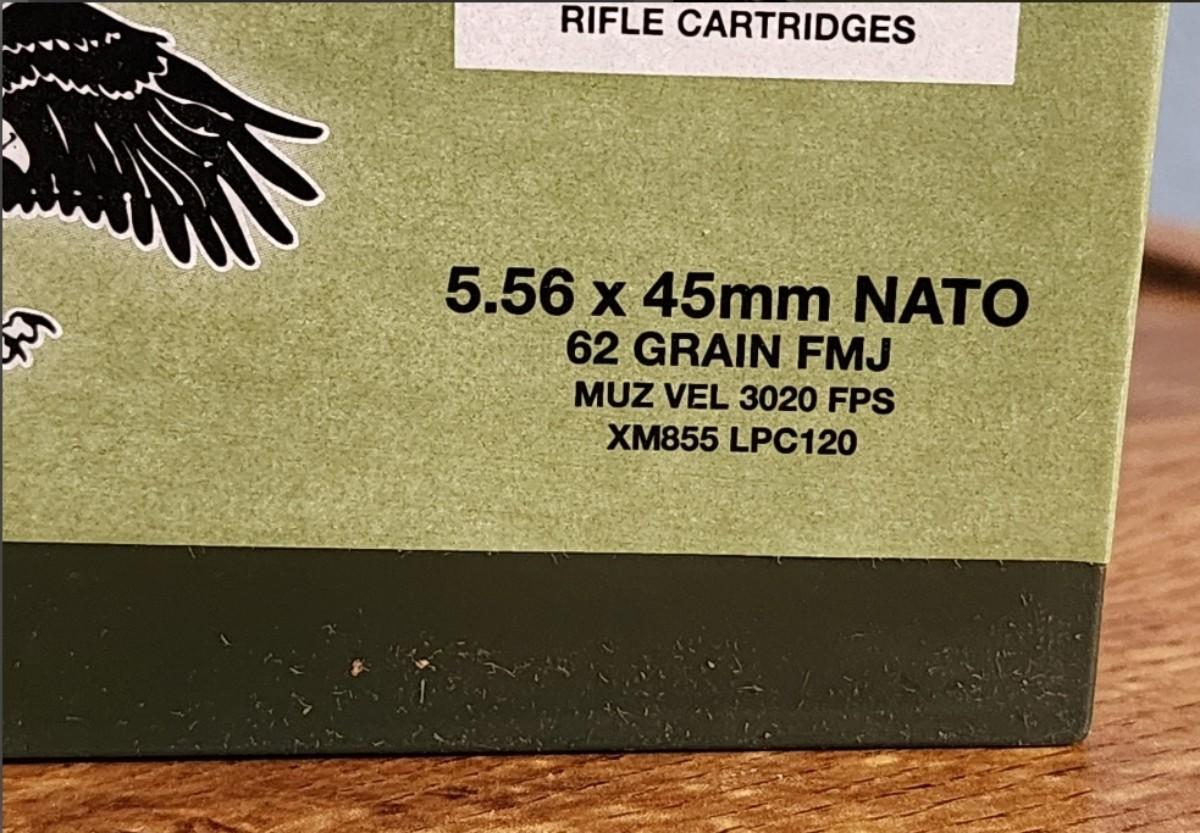 RIFLE CARTRIDGES
5.56 x 45mm NATO
62 GRAIN FMJ
MUZ VEL 3020 FPS
XM855 LPC120